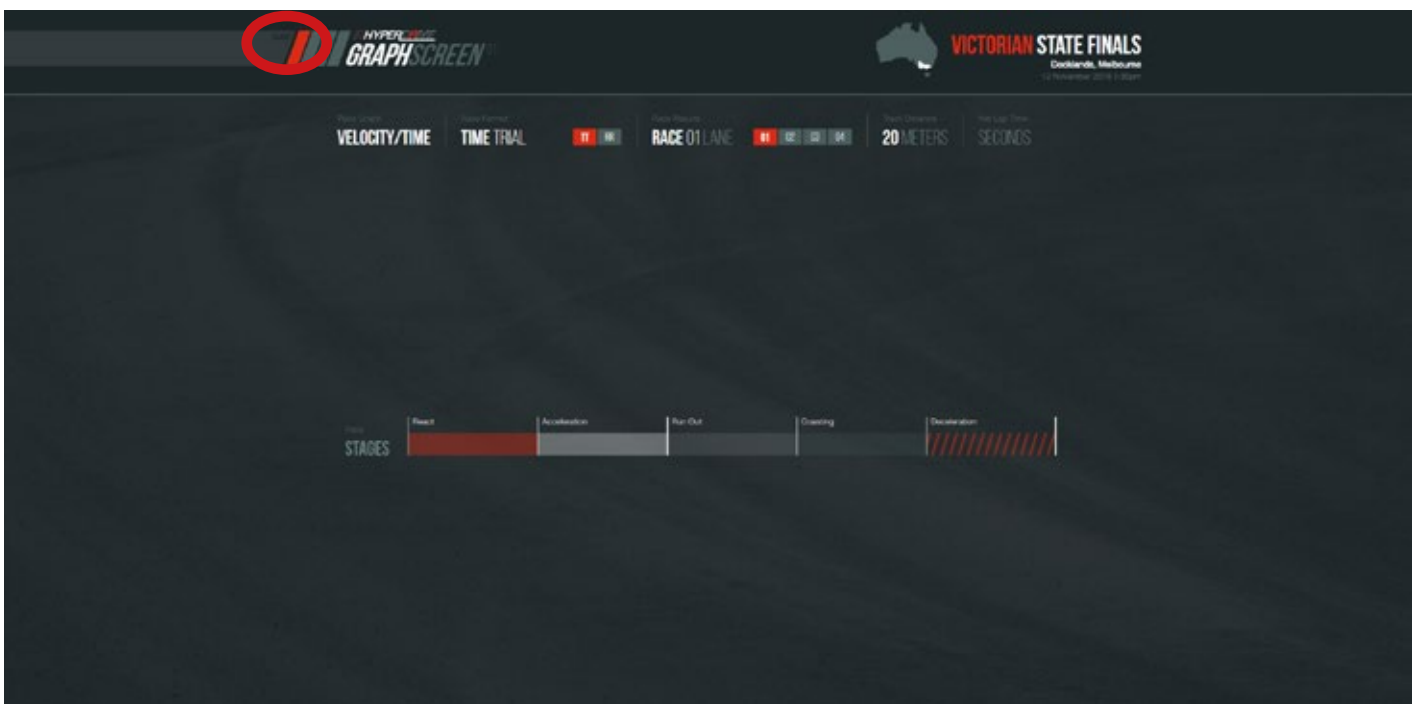 HYPER
GRAPHSCREEN
VICTORIAN STATE FINALS
Docklands, Melbourne
VELOCITY/TIME
TIME TRIAL
TT
RACE 01 LANE
01 02 03 04
20 METERS
SECONDS
React
Acceleration
Run Out
Coasting
Deceleration
STAGES